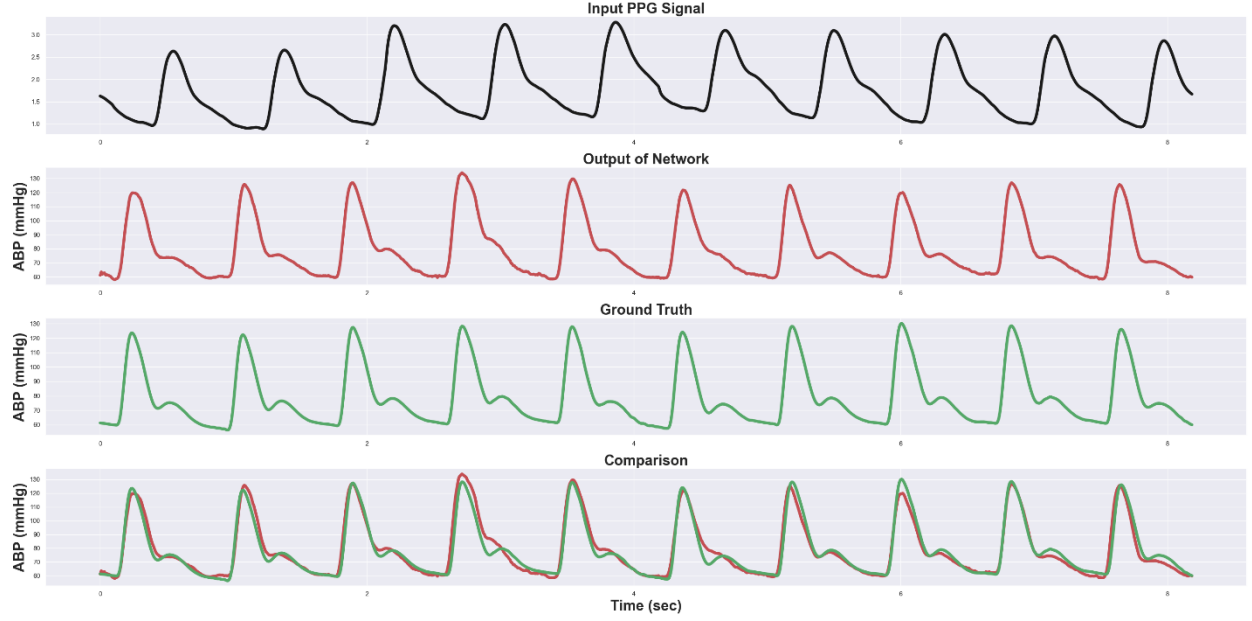 Input PPG Signal
3.0
2.5
2.0
1.5
1.0
0 2 4 6 8
Output of Network
ABP (mmHg)
130
120
110
100
90
80
70
60
0 2 4 6 8
Ground Truth
ABP (mmHg)
130
120
110
100
90
80
70
60
0 2 4 6 8
Comparison
ABP (mmHg)
130
120
110
100
90
80
70
60
0 2 4 6 8
Time (sec)